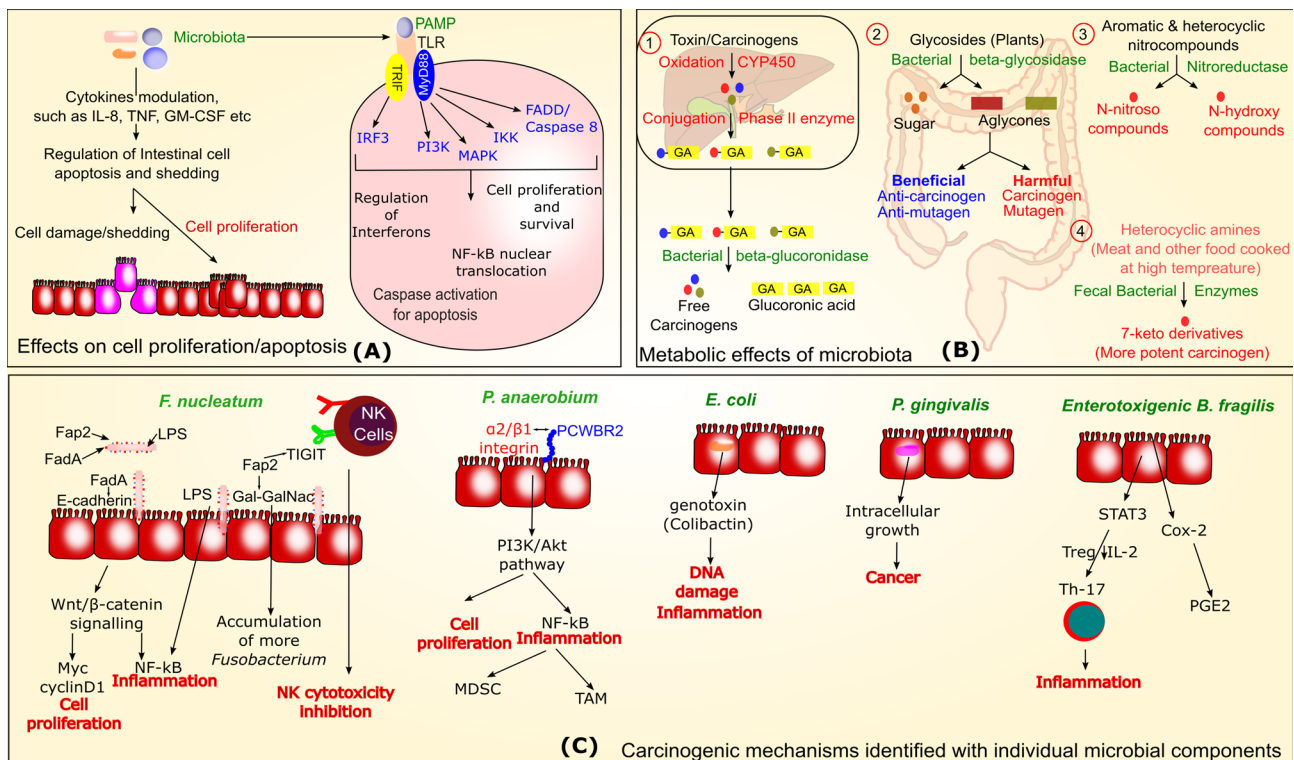 Microbiota
Cytokines modulation,
such as IL-8, TNF, GM-CSF etc
Regulation of Intestinal cell
apoptosis and shedding
Cell damage/shedding
Cell proliferation
PAMP
TLR
TRIF
MyD88
IRF3
PI3K
MAPK
IKK
FADD/
Caspase 8
Regulation
of
Interferons
Cell proliferation
and
survival
NF-kB nuclear
translocation
Caspase activation
for apoptosis
Effects on cell proliferation/apoptosis (A)
1
Toxin/Carcinogens
Oxidation CYP450
Conjugation Phase II enzyme
GA GA GA
GA GA GA
Bacterial beta-glucoronidase
Free
Carcinogens
GA GA GA
Glucoronic acid
2
Glycosides (Plants)
Bacterial beta-glycosidase
Sugar
Aglycones
Beneficial
Anti-carcinogen
Anti-mutagen
Harmful
Carcinogen
Mutagen
3
Aromatic & heterocyclic
nitrocompounds
Bacterial Nitroreductase
N-nitroso
compounds
N-hydroxy
compounds
4
Heterocyclic amines
(Meat and other food cooked
at high tempreature)
Fecal Bacterial Enzymes
7-keto derivatives
(More potent carcinogen)
Metabolic effects of microbiota (B)
F. nucleatum
Fap2
LPS
FadA
FadA
E-cadherin
LPS
NK
Cells
TIGIT
Fap2
Gal-GalNac
Wnt/β-catenin
signalling
Myc
cyclinD1
Cell
proliferation
NF-kB
Inflammation
Accumulation
of more
Fusobacterium
NK cytotoxicity
inhibition
P. anaerobium
α2/β1
integrin
PCWBR2
PI3K/Akt
pathway
Cell
proliferation
NF-kB
Inflammation
MDSC
TAM
E. coli
genotoxin
(Colibactin)
DNA
damage
Inflammation
P. gingivalis
Intracellular
growth
Cancer
Enterotoxigenic B. fragilis
STAT3
Treg IL-2
Th-17
Inflammation
Cox-2
PGE2
(C) Carcinogenic mechanisms identified with individual microbial components